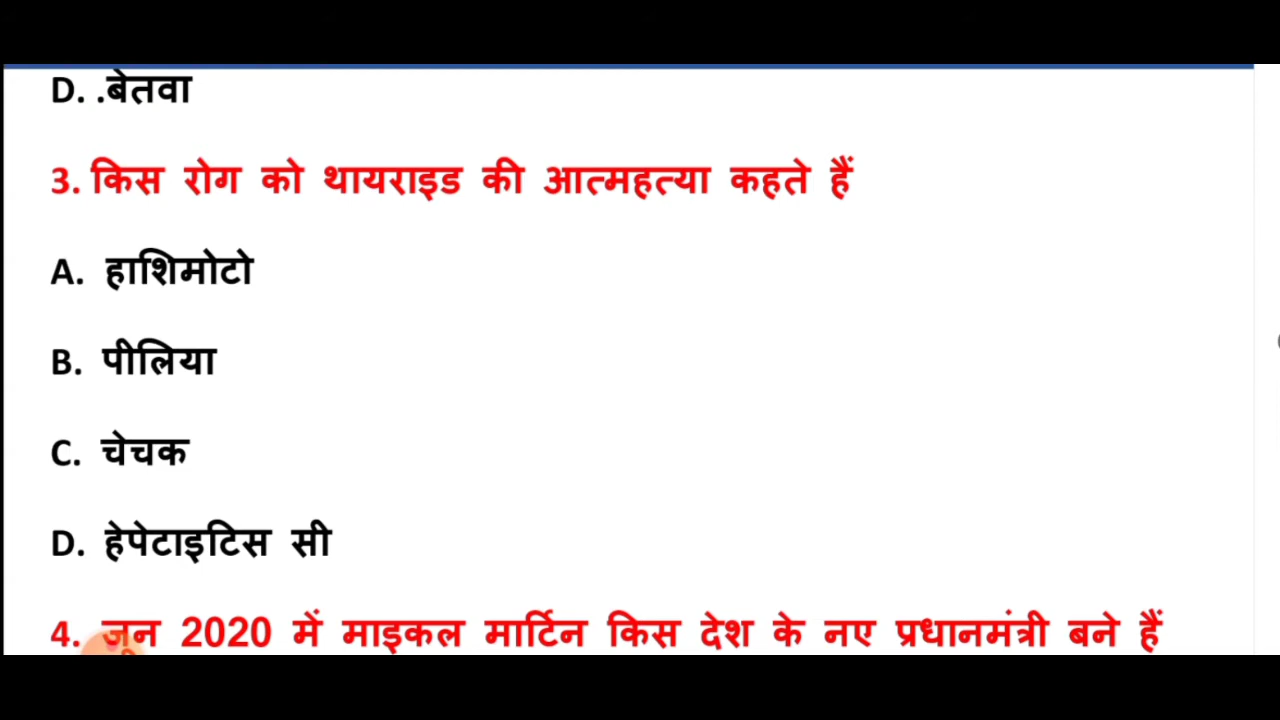 D. .बेतवा
3. किस रोग को थायराइड की आत्महत्या कहते हैं
A. हाशिमोटो
B. पीलिया
C. चेचक
D. हेपेटाइटिस सी
4. जून 2020 में माइकल मार्टिन किस देश के नए प्रधानमंत्री बने हैं